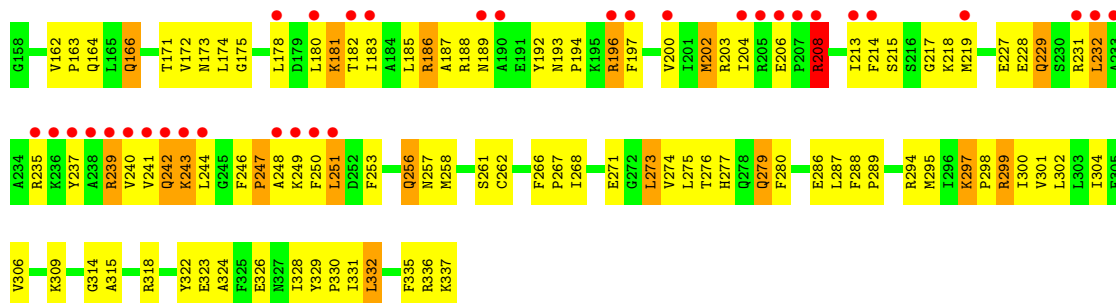 G158 V162 P163 Q164 L165 Q166 T171 V172 N173 L174 G175 L178 D179 L180 K181 T182 I183 A184 L185 R186 A187 R188 N189 A190 E191 Y192 N193 P194 K195 R196 F197 V200 I201 M202 R203 I204 R205 E206 P207 R208 I213 F214 S215 S216 G217 K218 M219 E227 E228 Q229 S230 R231 L232 A233
A234 R235 K236 Y237 A238 R239 V240 V241 Q242 K243 L244 G245 F246 P247 A248 K249 F250 L251 D252 F253 Q256 N257 M258 S261 C262 F266 P267 I268 E271 G272 L273 V274 L275 T276 H277 Q278 Q279 F280 E286 L287 F288 P289 R294 M295 I296 K297 P298 R299 I300 V301 L302 L303 I304 F305
V306 K309 G314 A315 R318 Y322 E323 A324 F325 E326 N327 I328 Y329 P330 I331 L332 F335 R336 K337